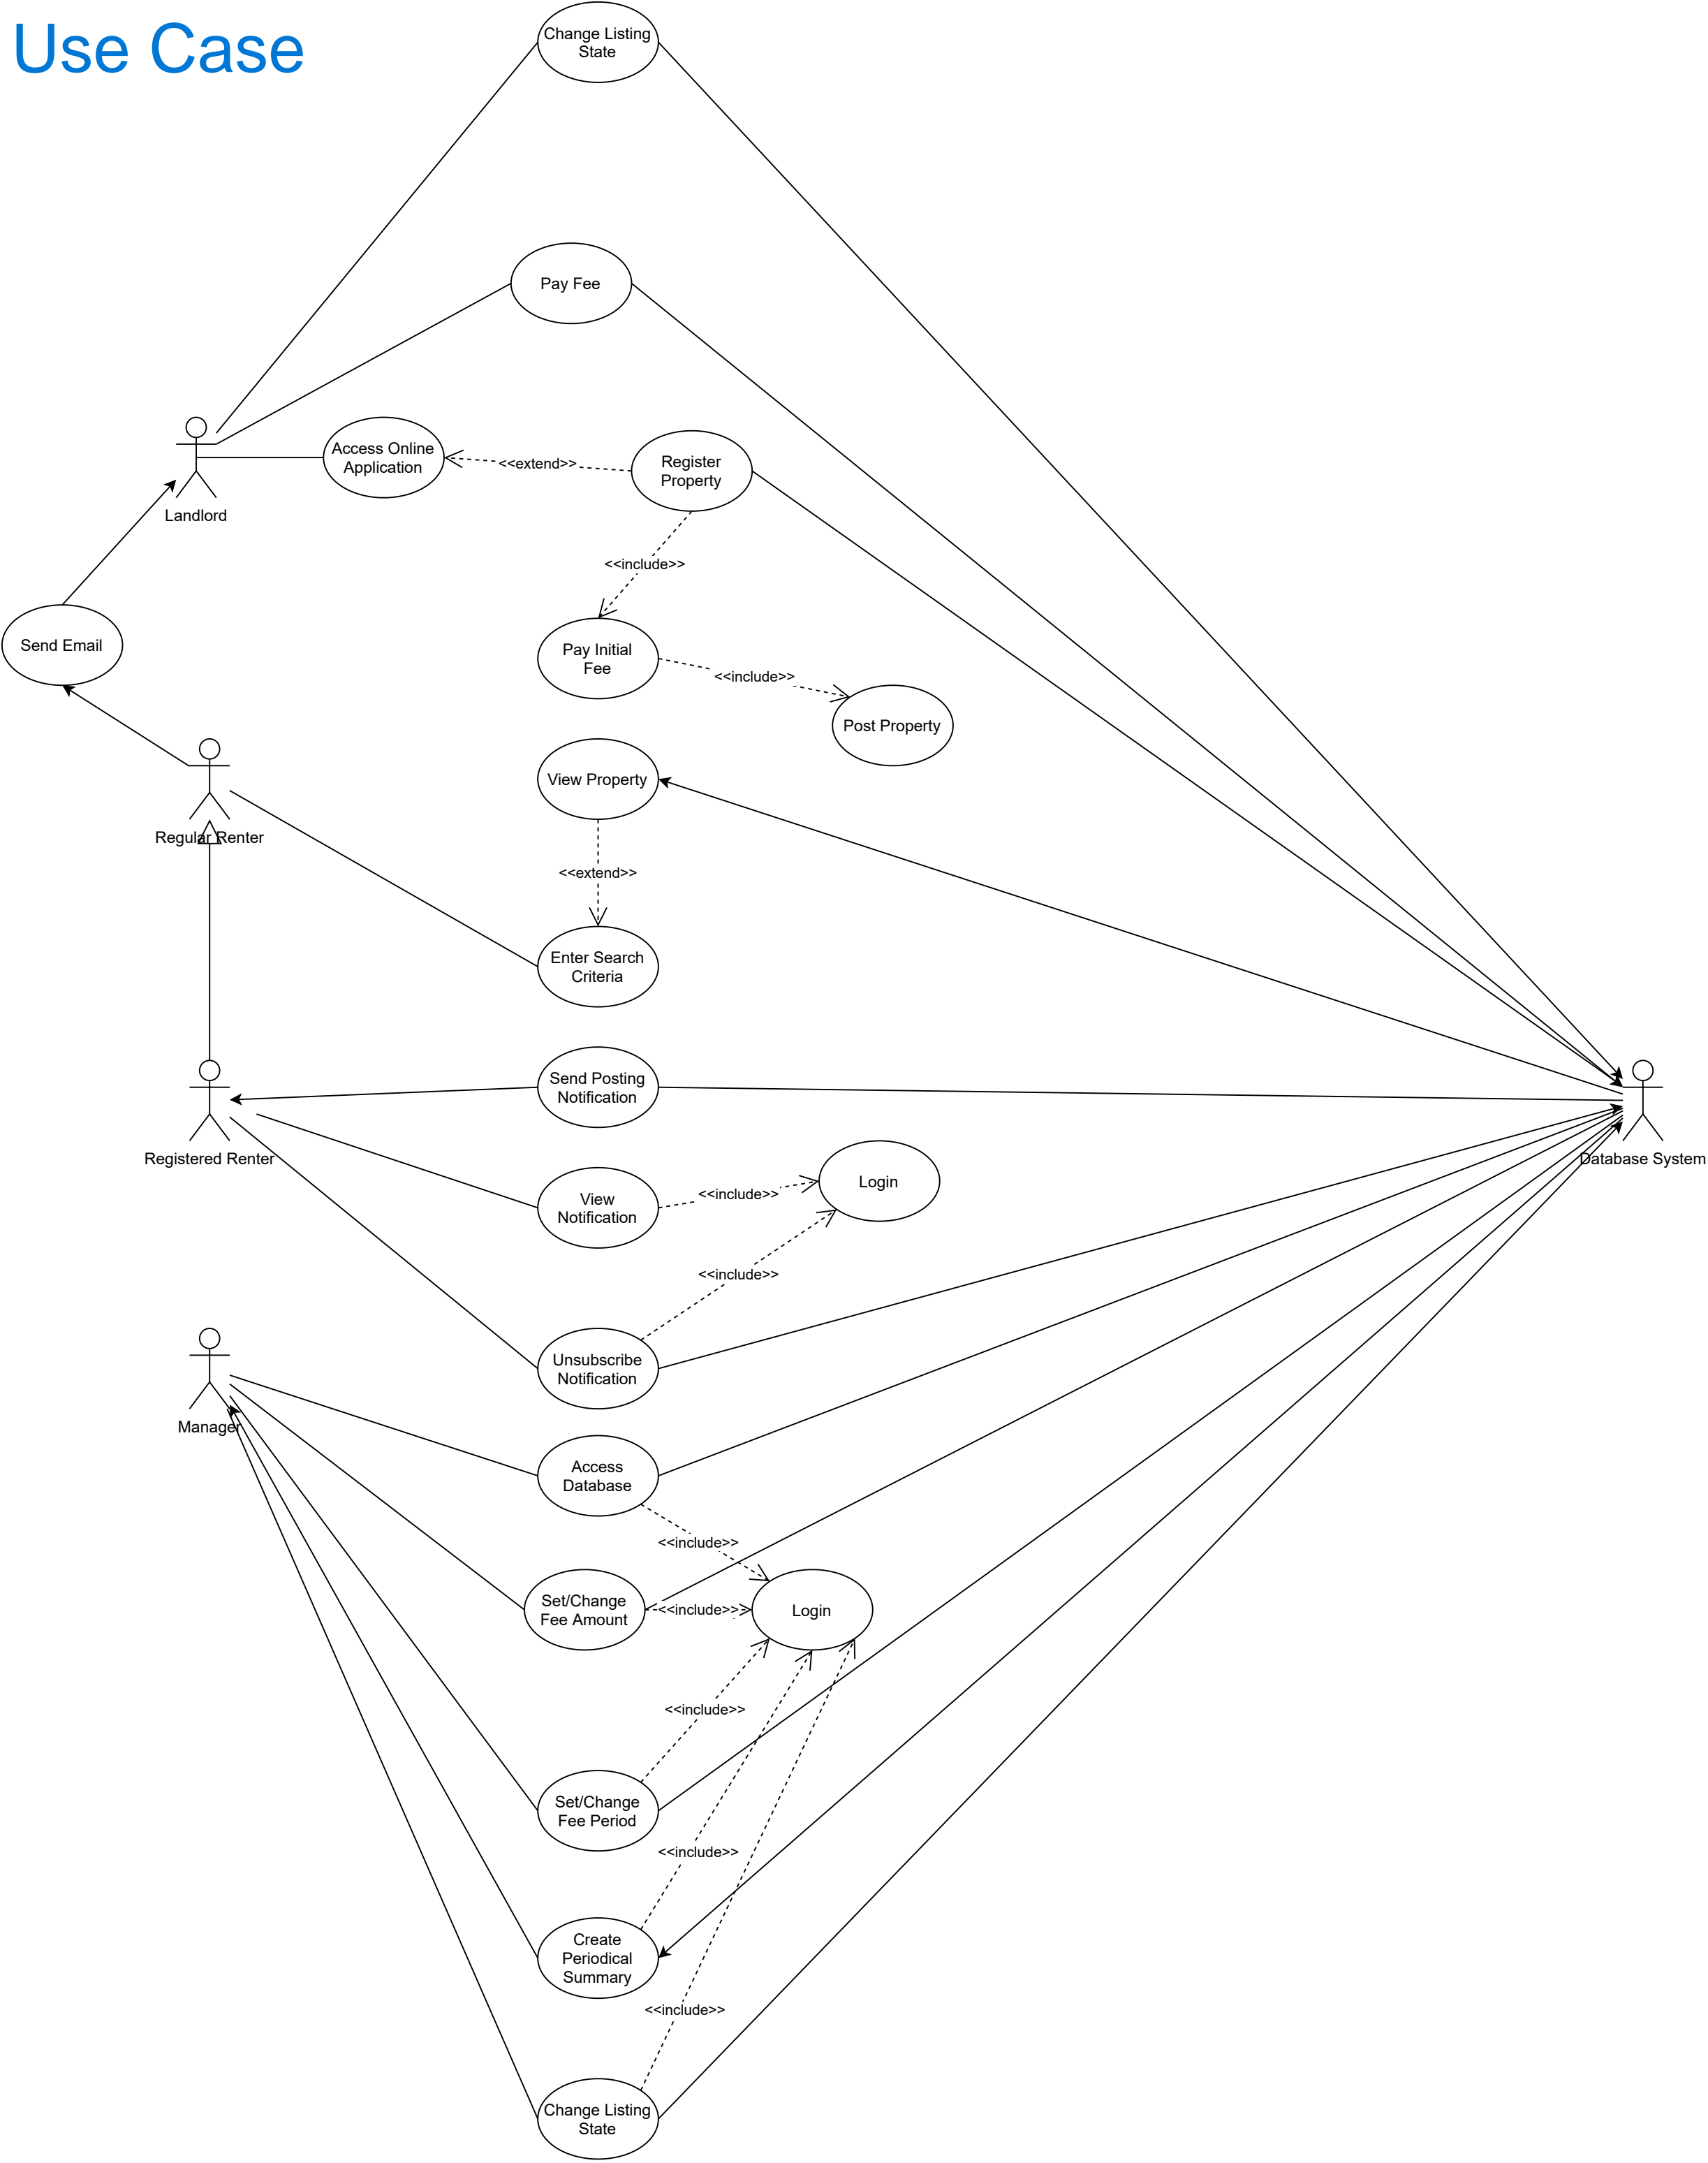 Use Case
Change Listing
State
Pay Fee
Access Online
Application
<<extend>>
Register
Property
Landlord
<<include>>
Send Email
Pay Initial
Fee
<<include>>
Post Property
View Property
Regular Renter
<<extend>>
Enter Search
Criteria
Send Posting
Notification
Registered Renter
Database System
View
Notification
<<include>>
Login
<<include>>
Unsubscribe
Notification
Manager
Access
Database
<<include>>
Set/Change
Fee Amount
<<include>>
Login
<<include>>
Set/Change
Fee Period
<<include>>
Create
Periodical
Summary
<<include>>
Change Listing
State